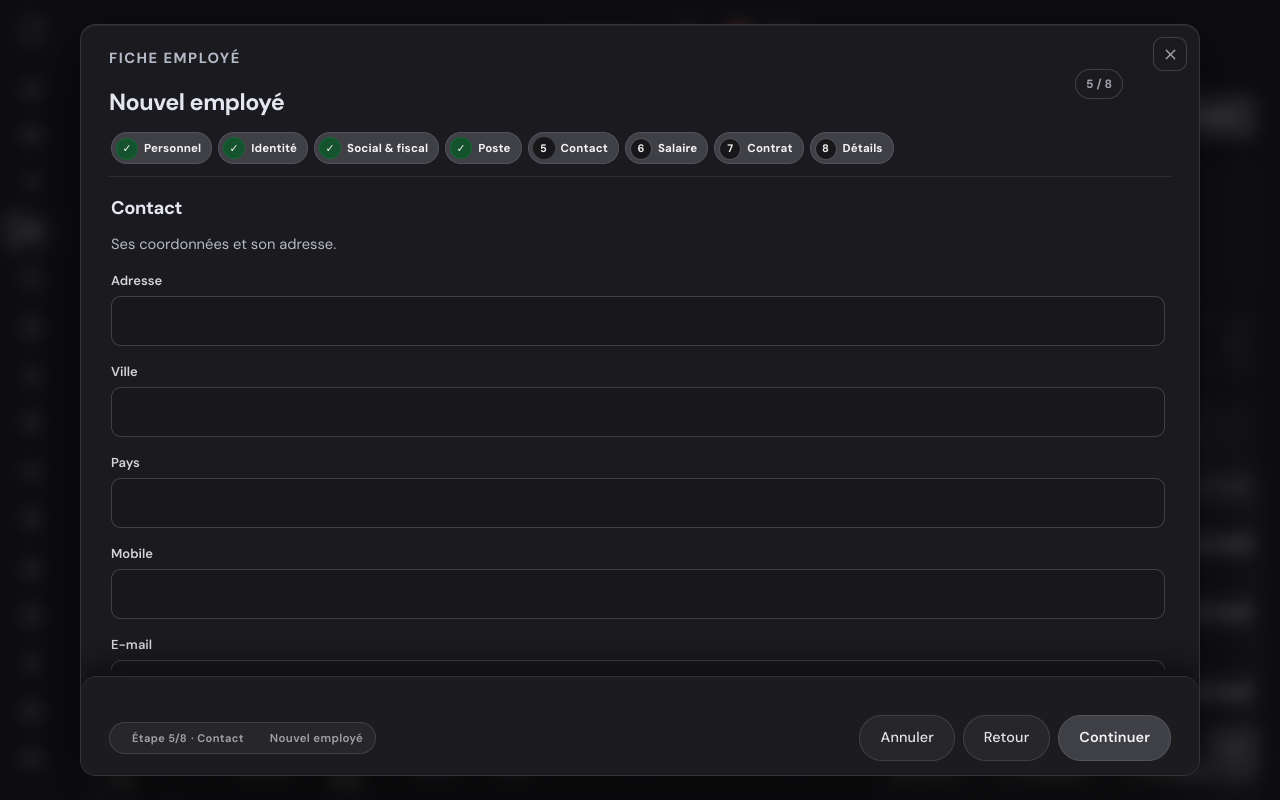 FICHE EMPLOYÉ
5 / 8
Nouvel employé
✓ Personnel ✓ Identité ✓ Social & fiscal ✓ Poste 5 Contact 6 Salaire 7 Contrat 8 Détails
Contact
Ses coordonnées et son adresse.
Adresse
Ville
Pays
Mobile
E-mail
Étape 5/8 · Contact Nouvel employé
Annuler Retour Continuer